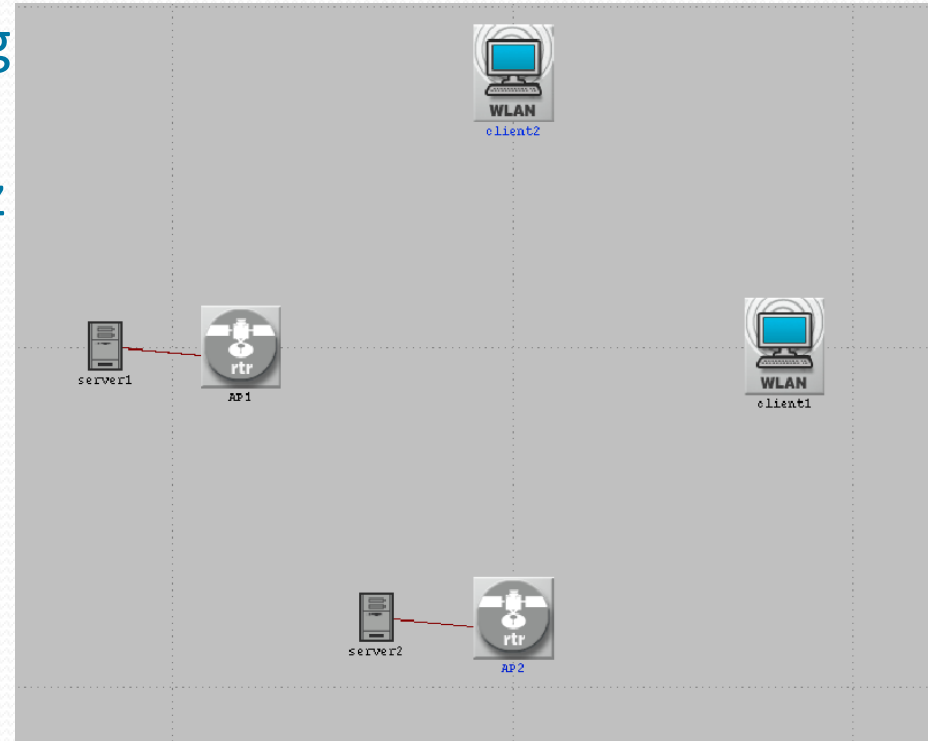 g
WLAN
client2
z
server1
rtr
AP1
WLAN
client1
server2
rtr
AP2